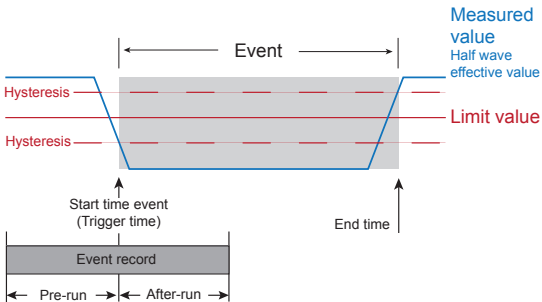 Measured
value
Half wave
effective value
Event
Hysteresis
Limit value
Hysteresis
Start time event
(Trigger time)
End time
Event record
Pre-run
After-run